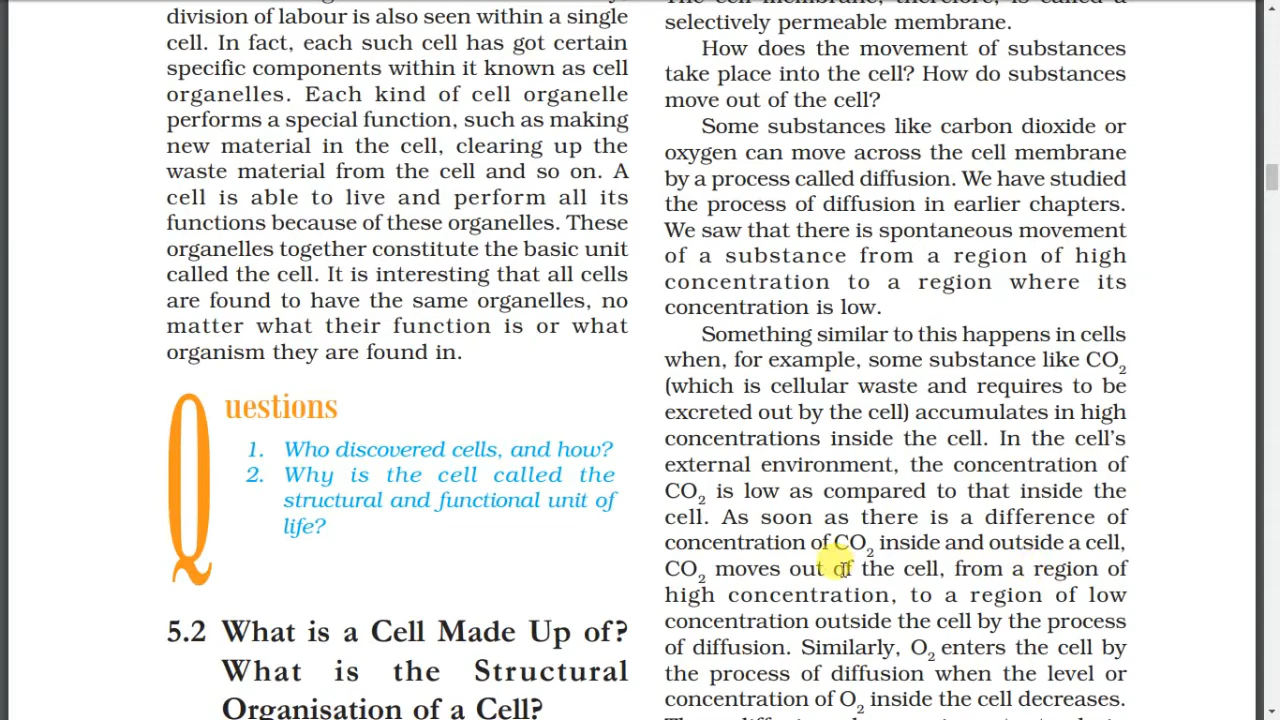 division of labour is also seen within a single
cell. In fact, each such cell has got certain
specific components within it known as cell
organelles. Each kind of cell organelle
performs a special function, such as making
new material in the cell, clearing up the
waste material from the cell and so on. A
cell is able to live and perform all its
functions because of these organelles. These
organelles together constitute the basic unit
called the cell. It is interesting that all cells
are found to have the same organelles, no
matter what their function is or what
organism they are found in.
Questions
1. Who discovered cells, and how?
2. Why is the cell called the
structural and functional unit of
life?
5.2 What is a Cell Made Up of?
What is the Structural
Organisation of a Cell?
selectively permeable membrane.
How does the movement of substances
take place into the cell? How do substances
move out of the cell?
Some substances like carbon dioxide or
oxygen can move across the cell membrane
by a process called diffusion. We have studied
the process of diffusion in earlier chapters.
We saw that there is spontaneous movement
of a substance from a region of high
concentration to a region where its
concentration is low.
Something similar to this happens in cells
when, for example, some substance like CO₂
(which is cellular waste and requires to be
excreted out by the cell) accumulates in high
concentrations inside the cell. In the cell's
external environment, the concentration of
CO₂ is low as compared to that inside the
cell. As soon as there is a difference of
concentration of CO₂ inside and outside a cell,
CO₂ moves out of the cell, from a region of
high concentration, to a region of low
concentration outside the cell by the process
of diffusion. Similarly, O₂ enters the cell by
the process of diffusion when the level or
concentration of O₂ inside the cell decreases.